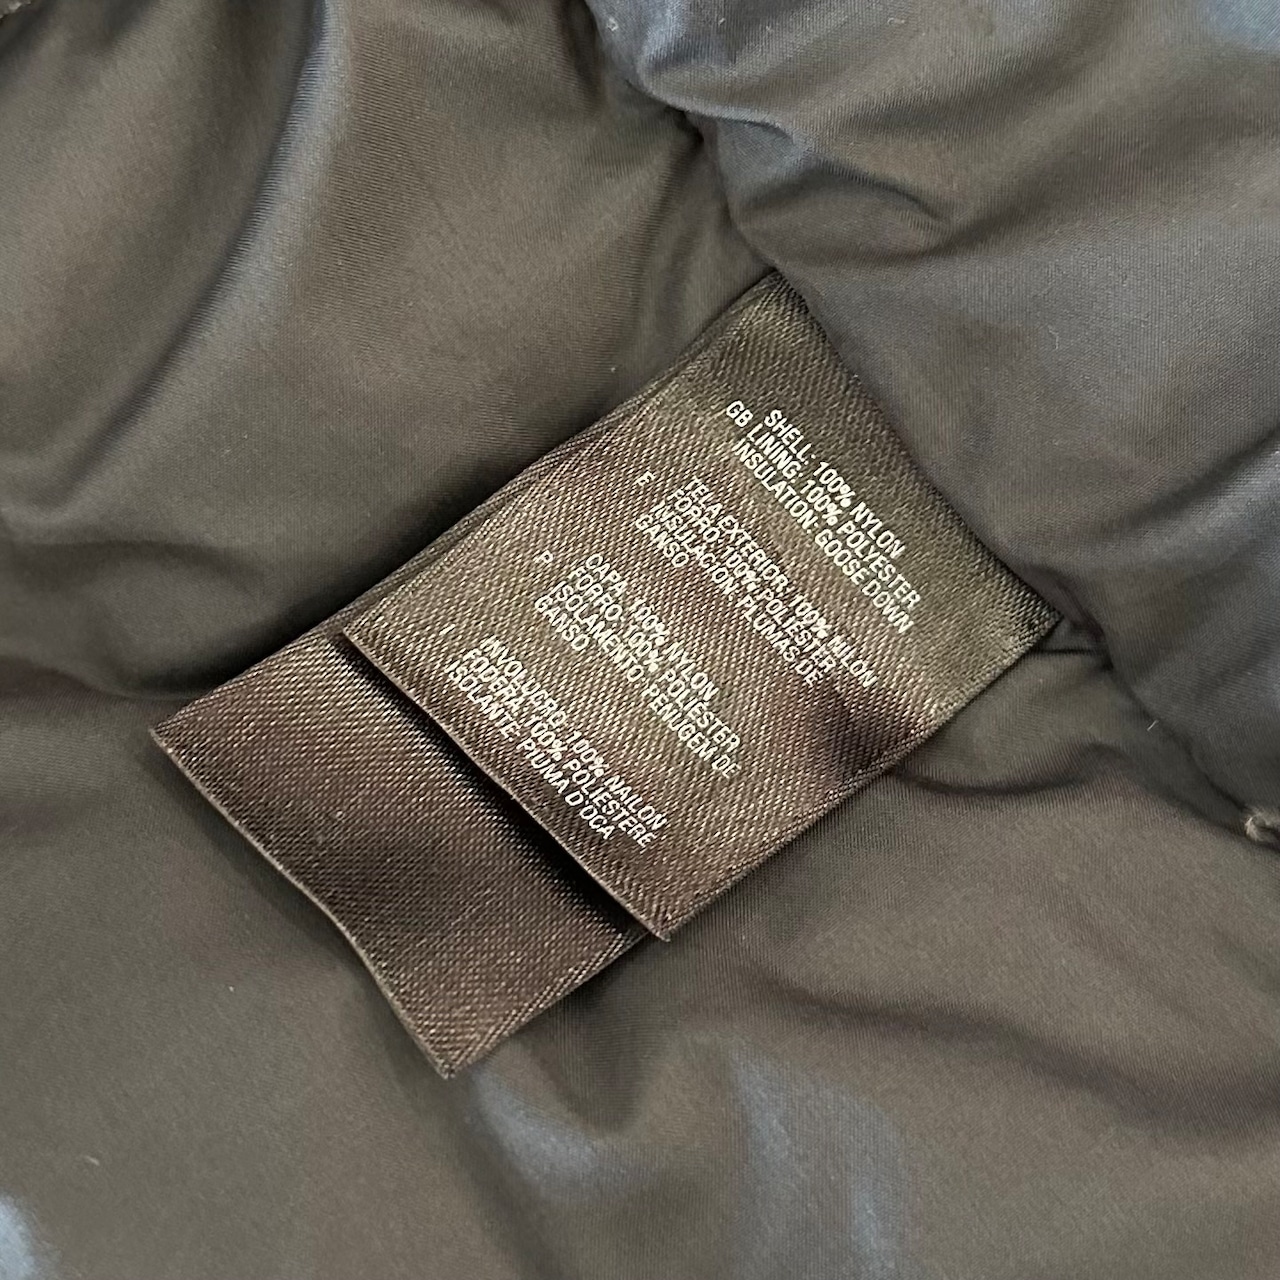 SHELL: 100% NYLON
GB LINING: 100% POLYESTER
INSULATION: GOOSE DOWN
TELA EXTERIOR: 100% NILON
E FORRO: 100% POLIESTER
INSULACION: PLUMAS DE
GANSO
CAPA: 100% NYLON
P FORRO: 100% POLIESTER
ISOLAMENTO: PENUGEM DE
GANSO
INVOLUCRO: 100% NAILON
I FODERA: 100% POLIESTERE
ISOLANTE: PIUMA D'OCA